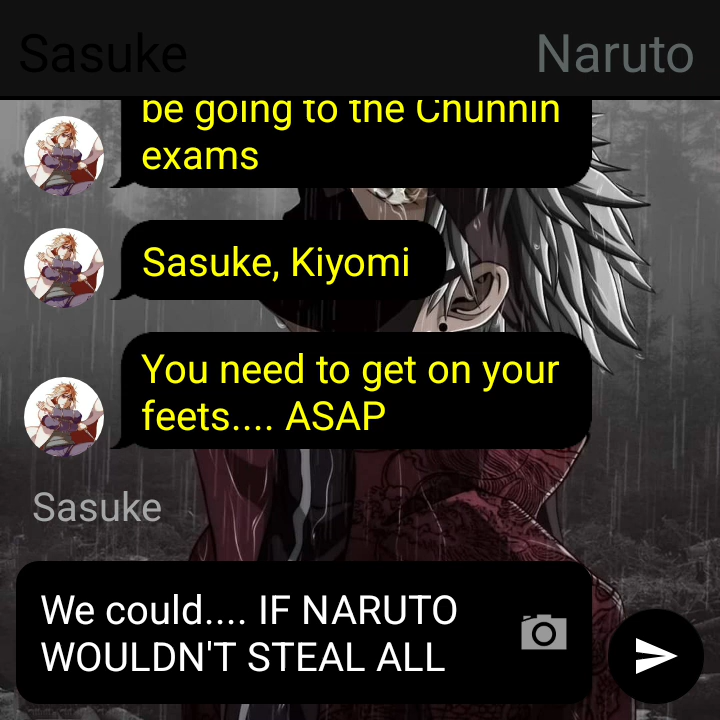 Sasuke
Naruto
be going to the Chunnin
exams
Sasuke, Kiyomi
You need to get on your
feets.... ASAP
Sasuke
We could.... IF NARUTO
WOULDN'T STEAL ALL